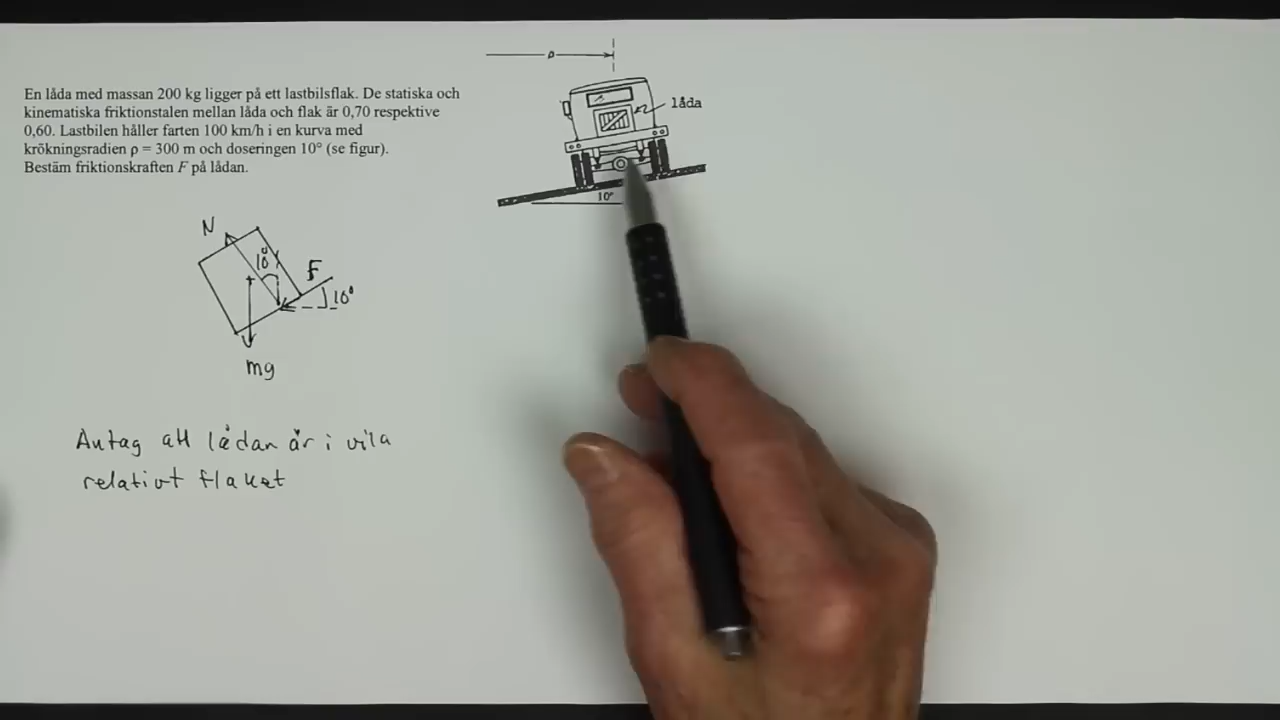 En låda med massan 200 kg ligger på ett lastbilsflak. De statiska och
kinematiska friktionstalen mellan låda och flak är 0,70 respektive
0,60. Lastbilen håller farten 100 km/h i en kurva med
krökningsradien ρ = 300 m och doseringen 10° (se figur).
Bestäm friktionskraften F på lådan.
ρ
låda
10°
N
10°
F
10°
mg
Antag att lådan är i vila
relativt flaket